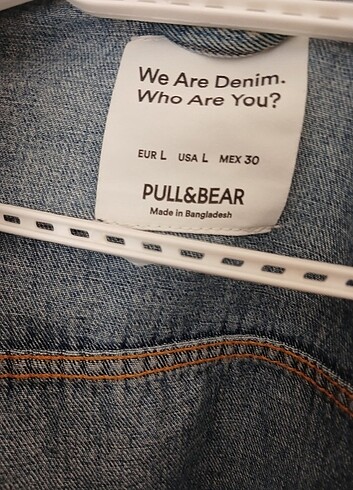 We Are Denim.
Who Are You?
EUR L USA L MEX 30
PULL&BEAR
Made in Bangladesh